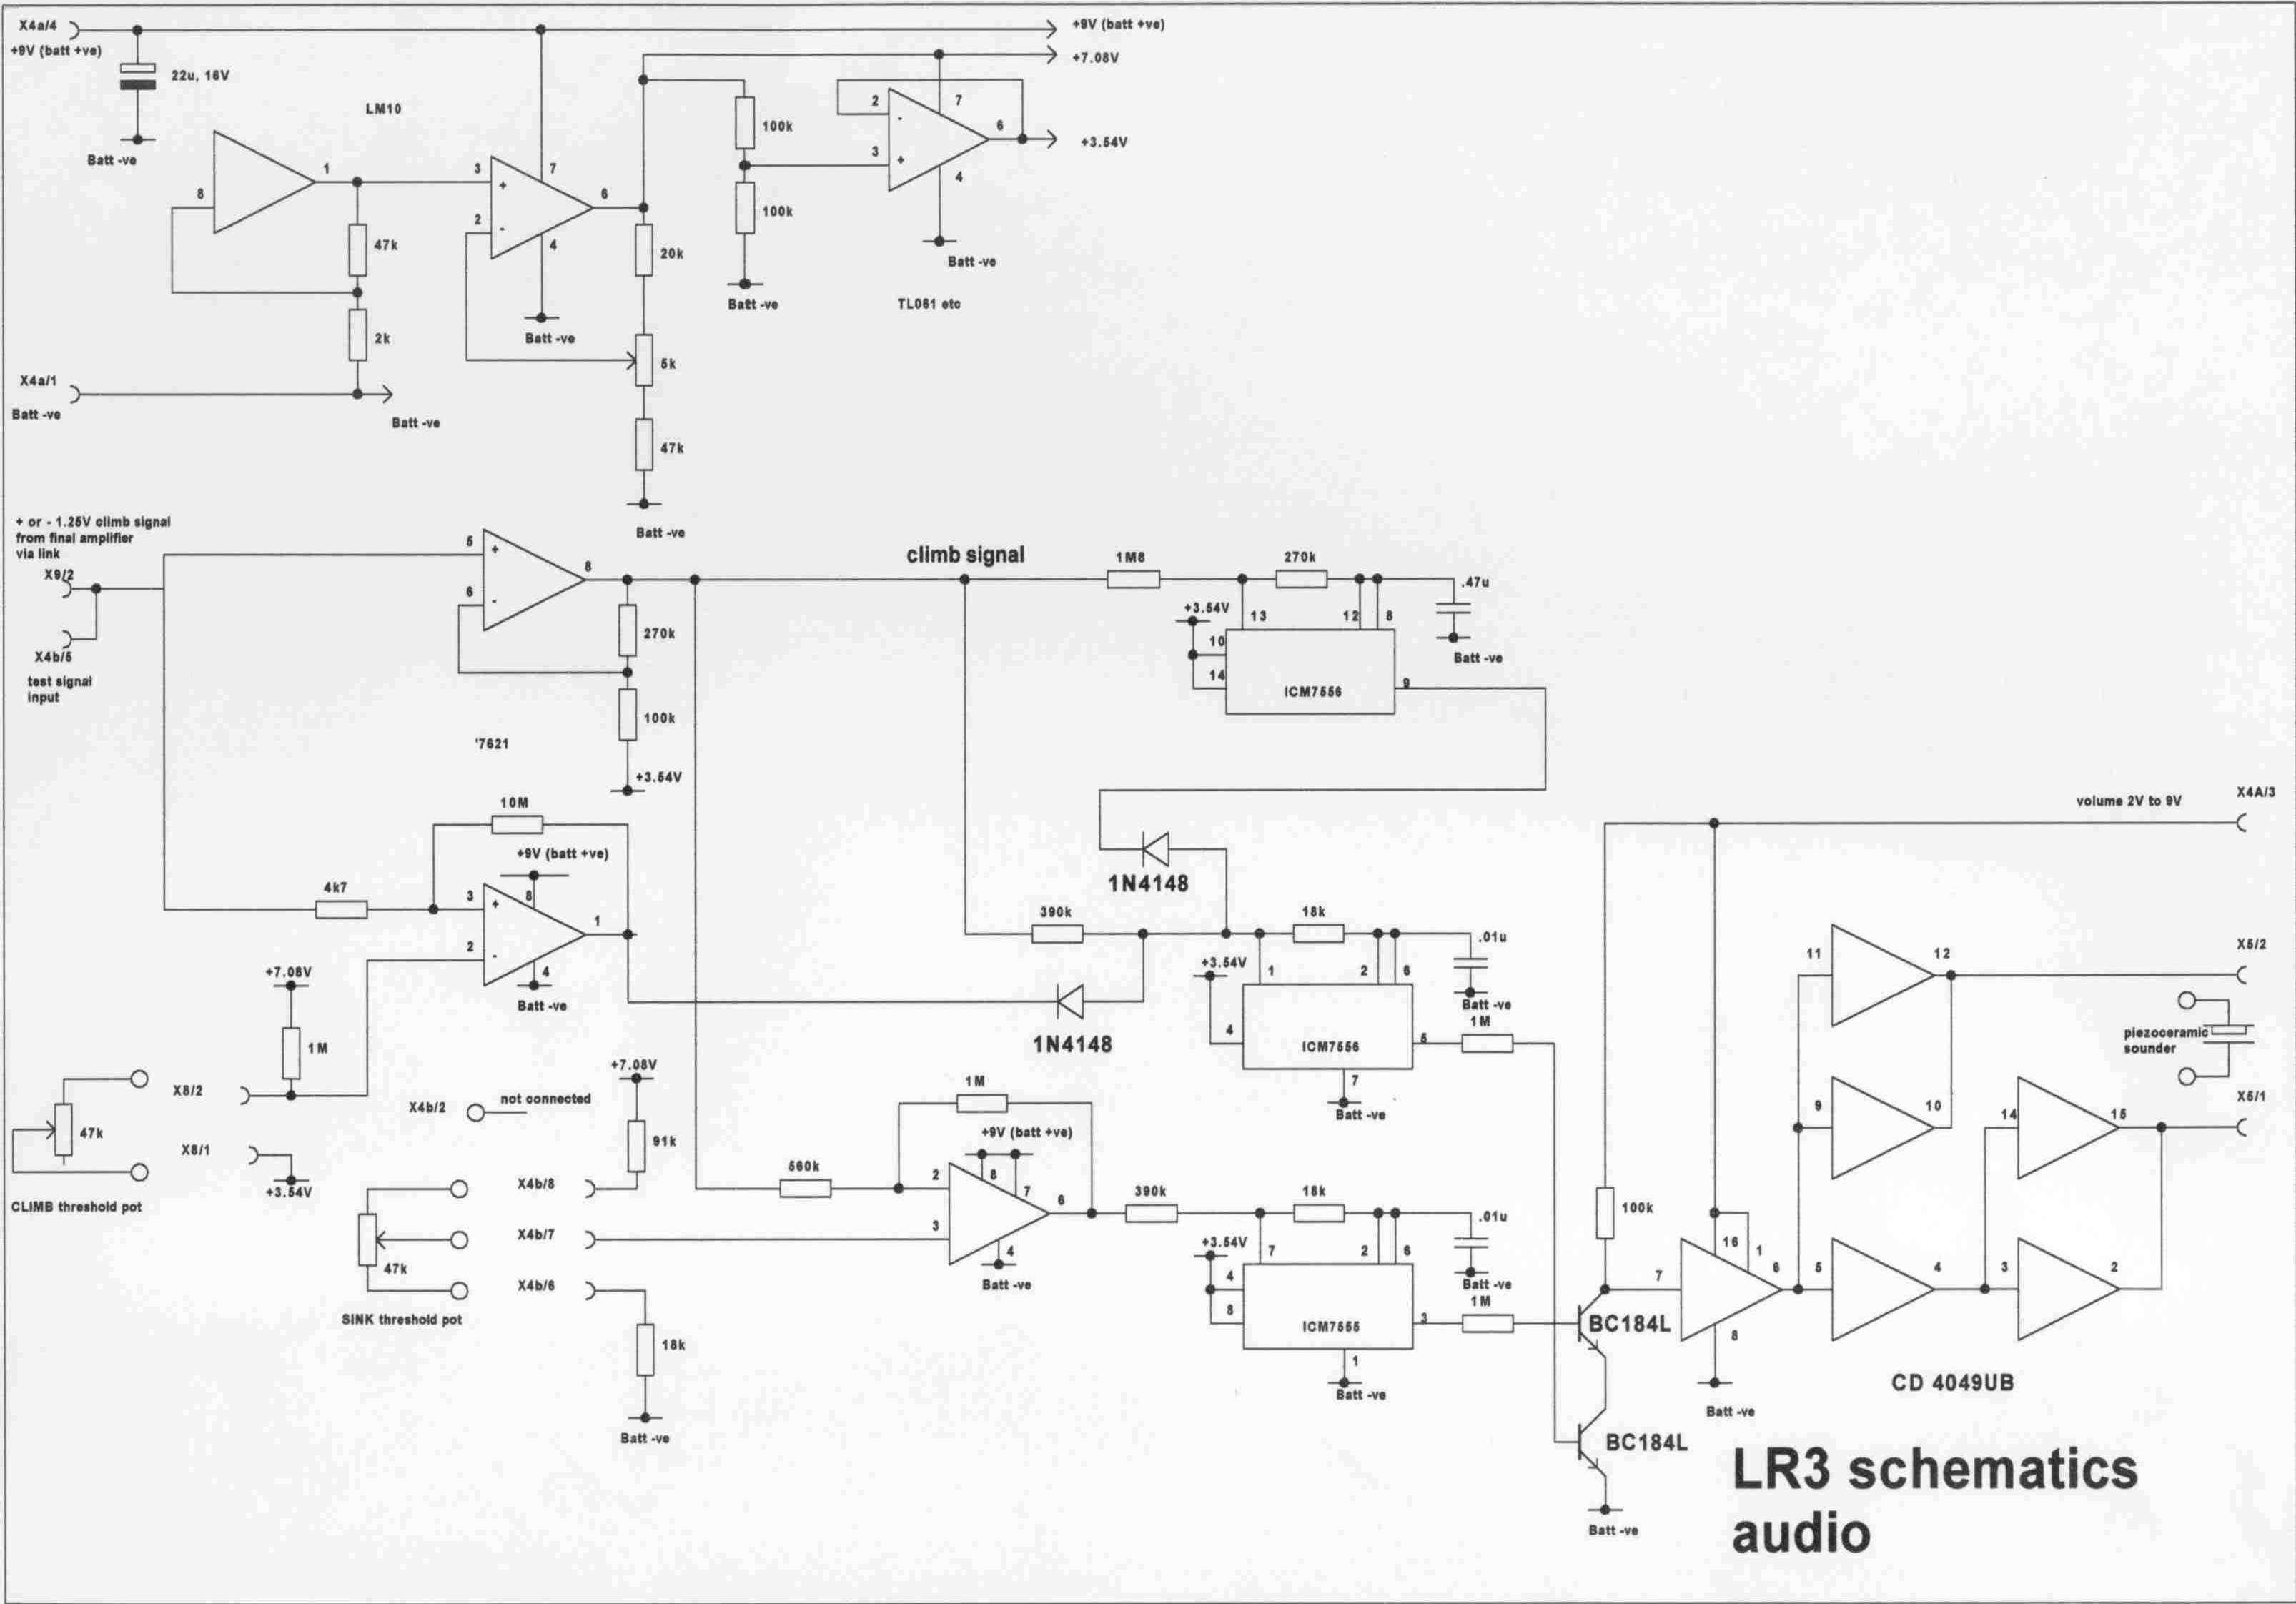 X4a/4
+9V (batt +ve)
22u, 16V
Batt -ve
LM10
8
1
47k
2k
X4a/1
Batt -ve
Batt -ve
3
+
2
-
7
4
6
Batt -ve
20k
5k
47k
Batt -ve
100k
100k
Batt -ve
2
-
3
+
7
4
6
Batt -ve
TL061 etc
+9V (batt +ve)
+7.08V
+3.54V
+ or - 1.25V climb signal
from final amplifier
via link
X9/2
X4b/5
test signal
input
5
+
6
-
8
270k
100k
+3.54V
'7621
climb signal
1M8
270k
.47u
Batt -ve
+3.54V
13
12
8
10
14
ICM7556
9
10M
+9V (batt +ve)
4k7
3
+
8
2
-
4
1
Batt -ve
+7.08V
1M
X8/2
47k
X8/1
+3.54V
CLIMB threshold pot
1N4148
1N4148
390k
18k
.01u
Batt -ve
+3.54V
1
2
6
4
ICM7556
5
7
Batt -ve
1M
X4b/2
not connected
+7.08V
91k
X4b/8
X4b/7
X4b/6
47k
SINK threshold pot
18k
Batt -ve
1M
+9V (batt +ve)
560k
2
8
7
3
4
6
Batt -ve
390k
18k
.01u
Batt -ve
+3.54V
7
2
6
4
8
ICM7555
3
1
Batt -ve
1M
BC184L
BC184L
Batt -ve
volume 2V to 9V
X4A/3
100k
7
16
1
6
8
Batt -ve
11
12
9
10
5
4
14
15
3
2
CD 4049UB
X5/2
piezoceramic
sounder
X5/1
LR3 schematics
audio